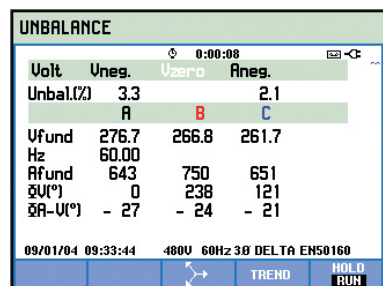 UNBALANCE
0:00:08
Volt Vneg. Vzero Aneg.
Unbal.(%) 3.3 2.1
A B C
Vfund 276.7 266.8 261.7
Hz 60.00
Afund 643 750 651
ΦV(°) 0 238 121
ΦA-V(°) - 27 - 24 - 21
09/01/04 09:33:44 480V 60Hz 3Ø DELTA EN50160
TREND HOLD
RUN